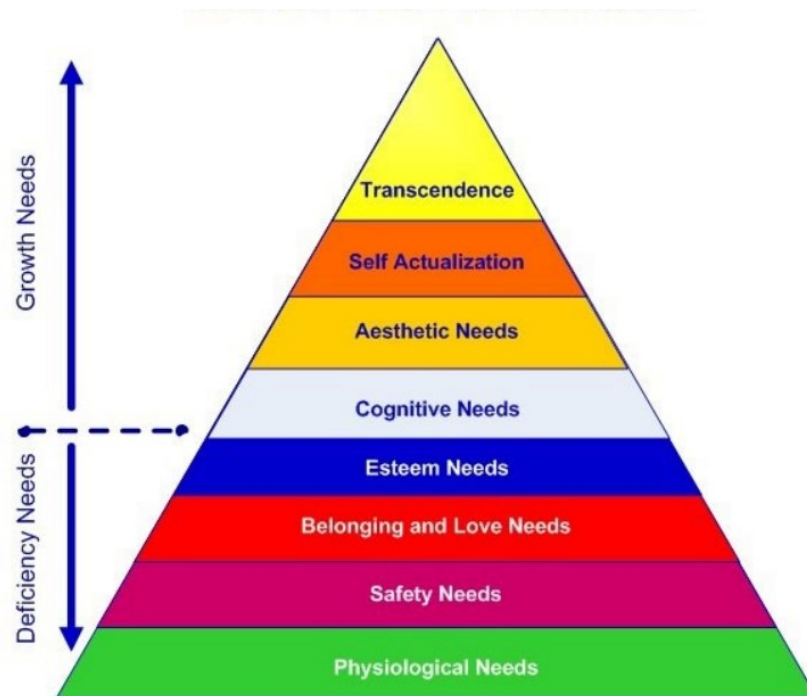 Growth Needs
Deficiency Needs
Transcendence
Self Actualization
Aesthetic Needs
Cognitive Needs
Esteem Needs
Belonging and Love Needs
Safety Needs
Physiological Needs